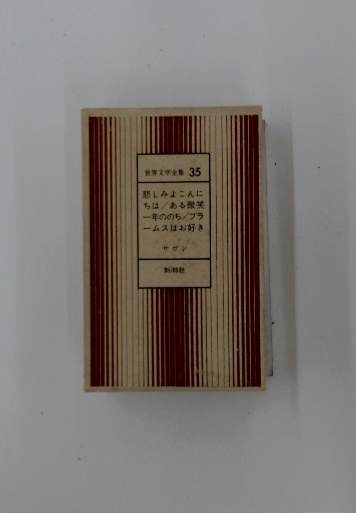 世界文学全集 35
悲しみよこんに
ちは/ある微笑
一年ののち/ブラ
ームスはお好き
サガン
新潮社